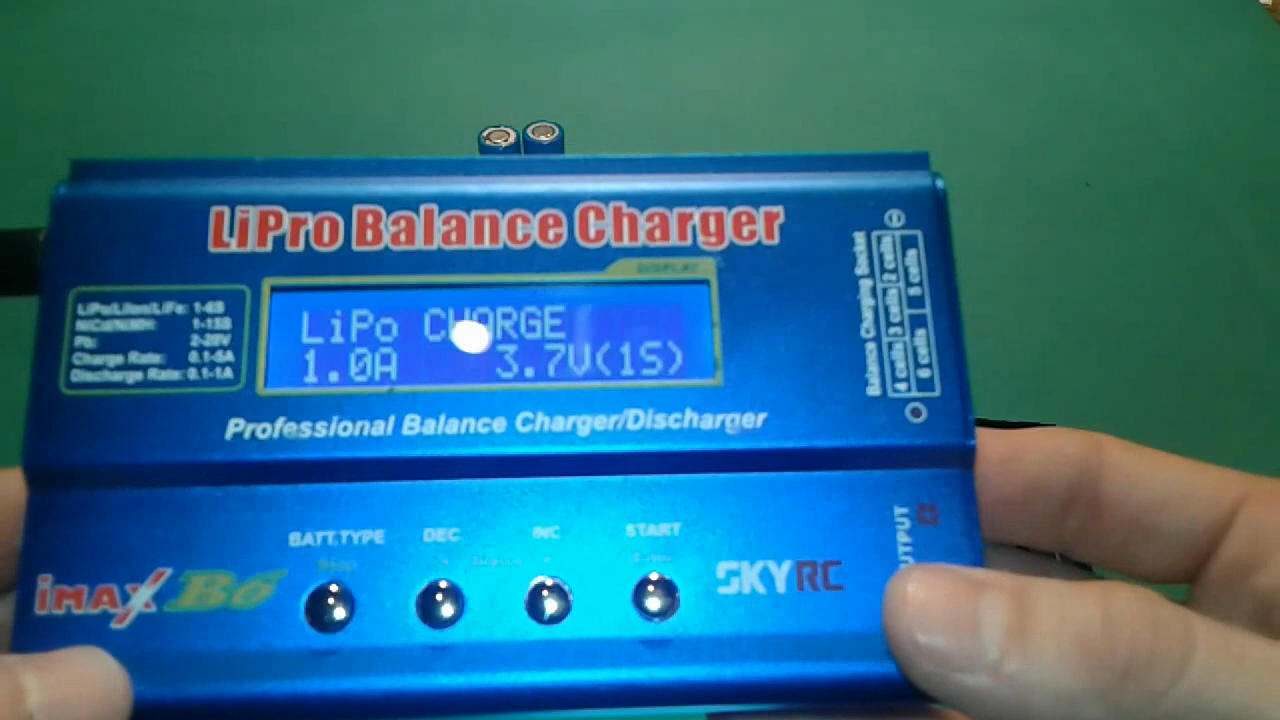 LiPro Balance Charger
DISPLAY
LiPo/LiIon/LiFe: 1-6S
NiCd/NiMH: 1-15S
Pb: 2-20V
Charge Rate: 0.1-5A
Discharge Rate: 0.1-1A
LiPo CHARGE
1.0A 3.7V(1S)
Professional Balance Charger/Discharger
Balance Charging Socket
4 cells 3 cells 2 cells
6 cells 5 cells
BATT.TYPE DEC INC START
Stop
iMAX B6
SKYRC